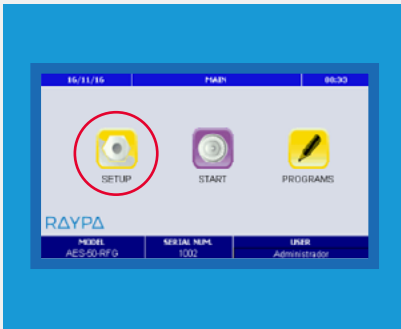 16/11/16 MAIN 08:30
SETUP START PROGRAMS
RAYPA
MODEL SERIAL NUM. USER
AES-50-RFG 1002 Administrador